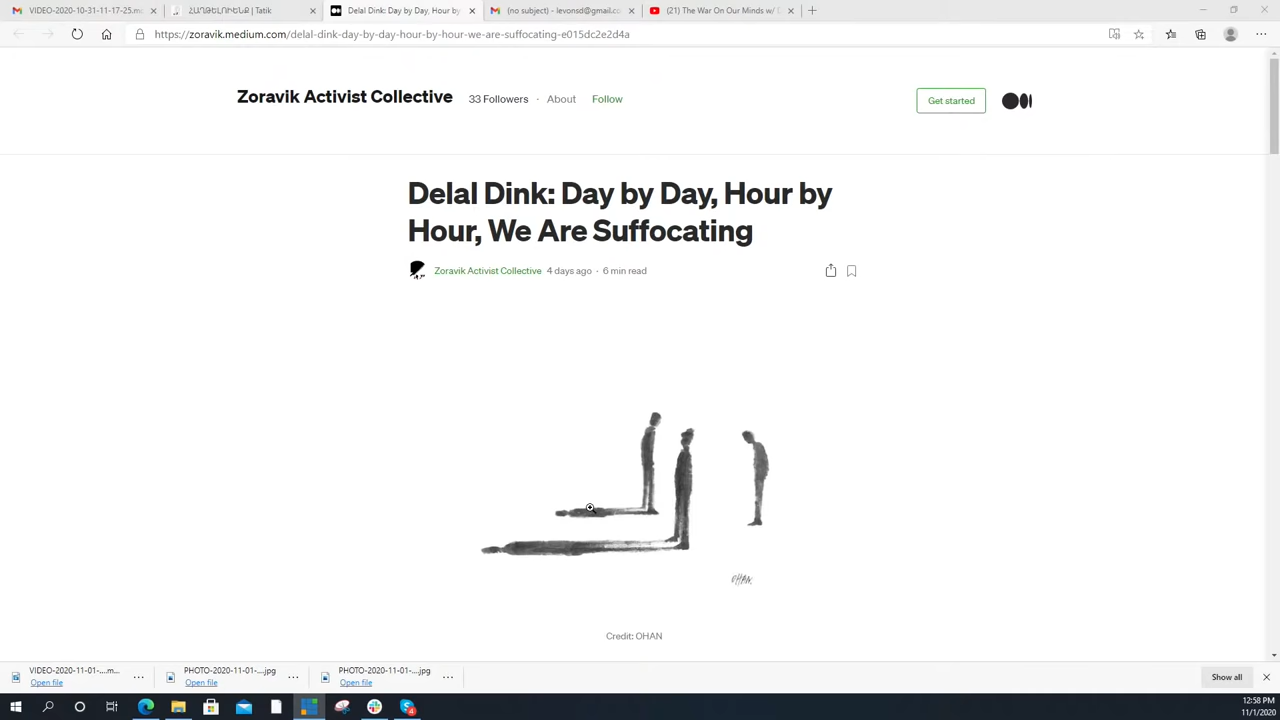 VIDEO-2020-10-31-11-17-25.m
ՀԱՂՈՒԵՆԻՒԵՔ | Tatik
Delal Dink: Day by Day, Hour by
(no subject) - levonsd@gmail.co
(21) The War On Our Minds w/ D
https://zoravik.medium.com/delal-dink-day-by-day-hour-by-hour-we-are-suffocating-e015dc2e2d4a
Zoravik Activist Collective
33 Followers · About Follow
Get started
Delal Dink: Day by Day, Hour by
Hour, We Are Suffocating
Zoravik Activist Collective 4 days ago · 6 min read
OHAN
Credit: OHAN
VIDEO-2020-11-01-....m...
Open file
PHOTO-2020-11-01-....jpg
Open file
PHOTO-2020-11-01-....jpg
Open file
Show all
12:58 PM
11/1/2020